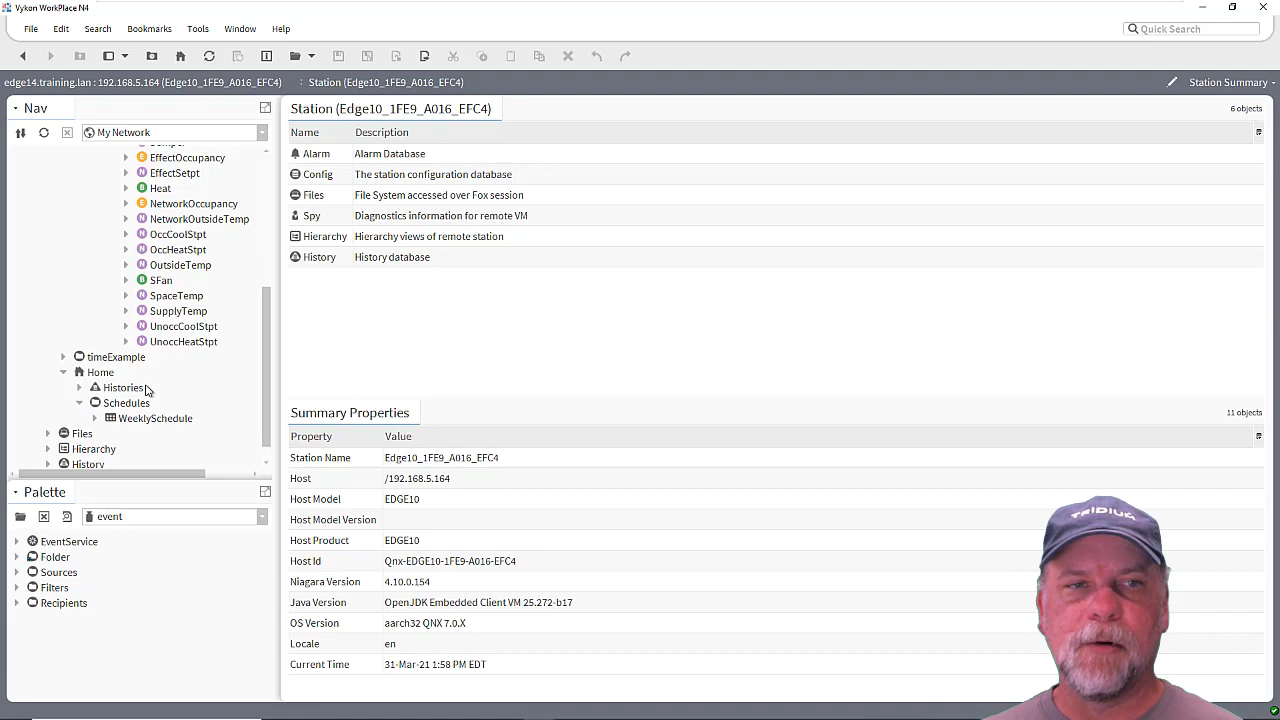 Vykon WorkPlace N4
File Edit Search Bookmarks Tools Window Help
Quick Search
edge14.training.lan : 192.168.5.164 (Edge10_1FE9_A016_EFC4) : Station (Edge10_1FE9_A016_EFC4)
Station Summary
Nav
My Network
EffectOccupancy
EffectSetpt
Heat
NetworkOccupancy
NetworkOutsideTemp
OccCoolStpt
OccHeatStpt
OutsideTemp
SFan
SpaceTemp
SupplyTemp
UnoccCoolStpt
UnoccHeatStpt
timeExample
Home
Histories
Schedules
WeeklySchedule
Files
Hierarchy
History
Palette
event
EventService
Folder
Sources
Filters
Recipients
Station (Edge10_1FE9_A016_EFC4) 6 objects
Name Description
Alarm Alarm Database
Config The station configuration database
Files File System accessed over Fox session
Spy Diagnostics information for remote VM
Hierarchy Hierarchy views of remote station
History History database
Summary Properties 11 objects
Property Value
Station Name Edge10_1FE9_A016_EFC4
Host /192.168.5.164
Host Model EDGE10
Host Model Version
Host Product EDGE10
Host Id Qnx-EDGE10-1FE9-A016-EFC4
Niagara Version 4.10.0.154
Java Version OpenJDK Embedded Client VM 25.272-b17
OS Version aarch32 QNX 7.0.X
Locale en
Current Time 31-Mar-21 1:58 PM EDT
TRIDIUM